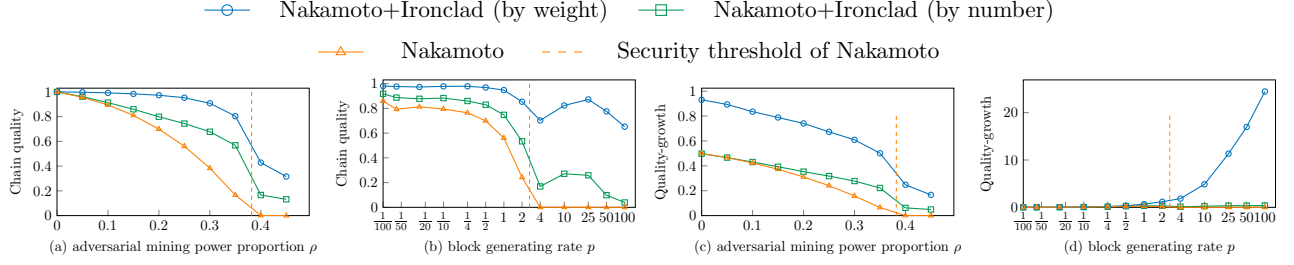 Nakamoto+Ironclad (by weight) Nakamoto+Ironclad (by number)
Nakamoto Security threshold of Nakamoto
Chain quality
1
0.8
0.6
0.4
0.2
0
0 0.1 0.2 0.3 0.4
(a) adversarial mining power proportion ρ
Chain quality
1
0.8
0.6
0.4
0.2
0
1/100 1/50 1/20 1/10 1/4 1/2 1 2 4 10 25 50 100
(b) block generating rate p
Quality-growth
1
0.8
0.6
0.4
0.2
0
0 0.1 0.2 0.3 0.4
(c) adversarial mining power proportion ρ
Quality-growth
20
10
0
1/100 1/50 1/20 1/10 1/4 1/2 1 2 4 10 25 50 100
(d) block generating rate p